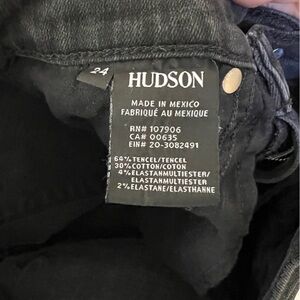 24
HUDSON
MADE IN MEXICO
FABRIQUÉ AU MEXIQUE
RN# 107906
CA# 00635
EIN# 20-3082491
64% TENCEL/TENCEL
30% COTTON/COTON
4% ELASTANMULTIESTER/
ELASTANMULTIESTER
2% ELASTANE/ELASTHANNE